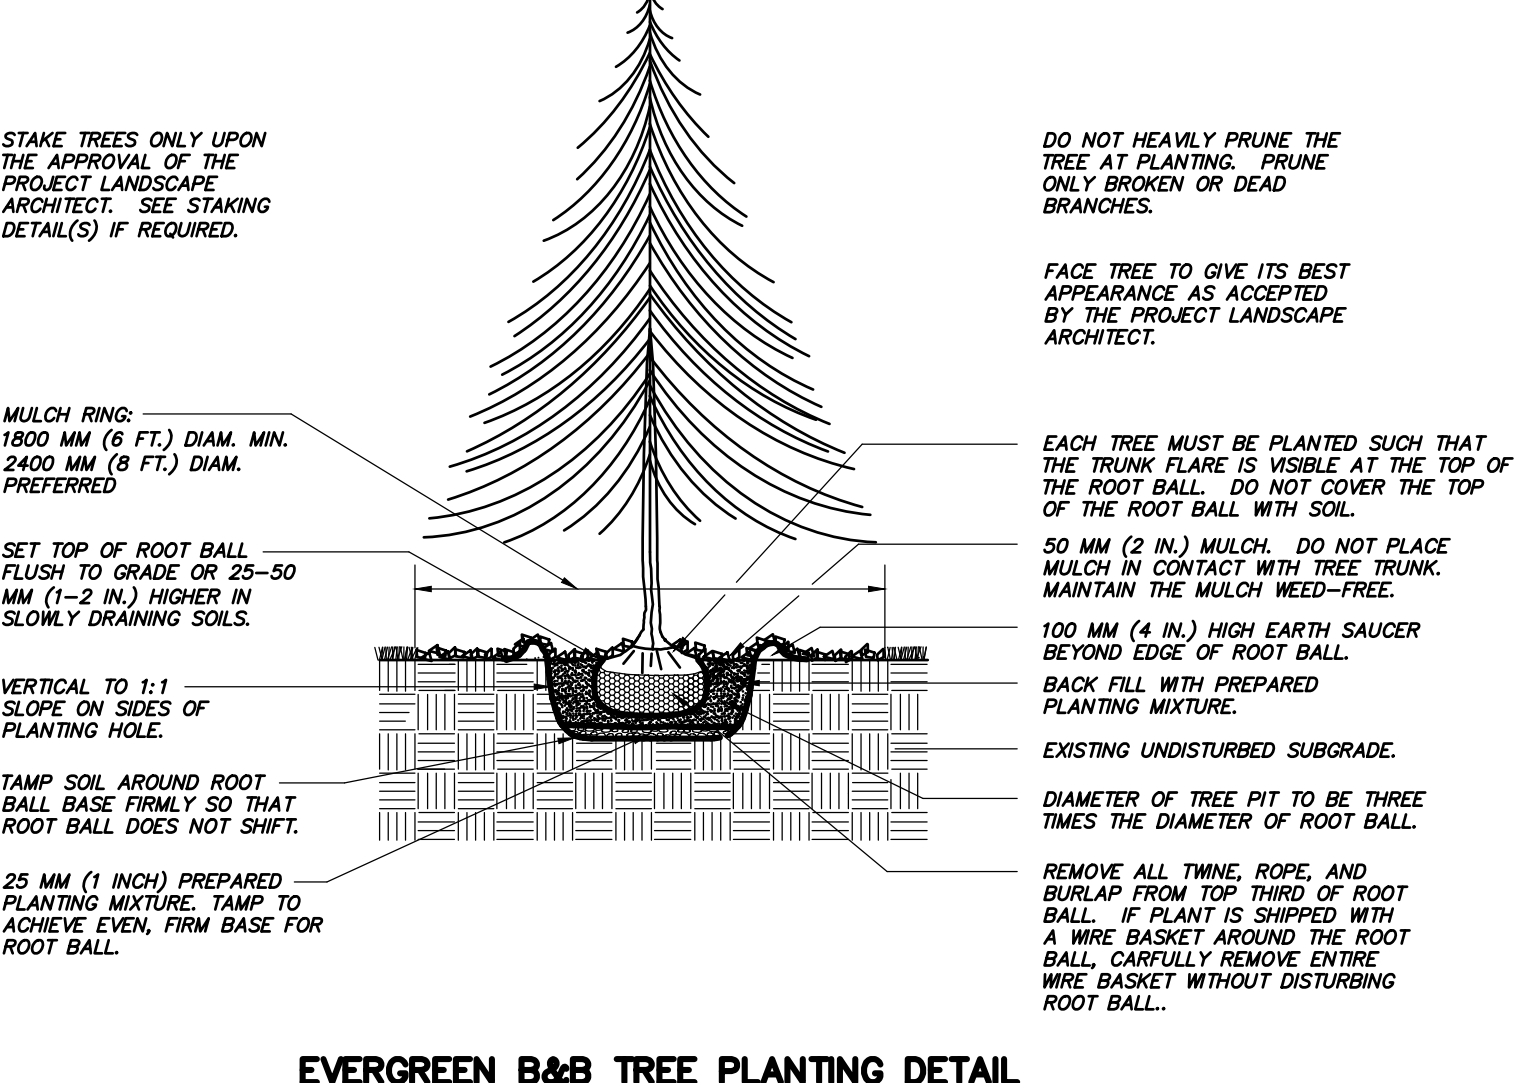 STAKE TREES ONLY UPON
THE APPROVAL OF THE
PROJECT LANDSCAPE
ARCHITECT. SEE STAKING
DETAIL(S) IF REQUIRED.
MULCH RING:
1800 MM (6 FT.) DIAM. MIN.
2400 MM (8 FT.) DIAM.
PREFERRED
SET TOP OF ROOT BALL
FLUSH TO GRADE OR 25-50
MM (1-2 IN.) HIGHER IN
SLOWLY DRAINING SOILS.
VERTICAL TO 1:1
SLOPE ON SIDES OF
PLANTING HOLE.
TAMP SOIL AROUND ROOT
BALL BASE FIRMLY SO THAT
ROOT BALL DOES NOT SHIFT.
25 MM (1 INCH) PREPARED
PLANTING MIXTURE. TAMP TO
ACHIEVE EVEN, FIRM BASE FOR
ROOT BALL.
DO NOT HEAVILY PRUNE THE
TREE AT PLANTING. PRUNE
ONLY BROKEN OR DEAD
BRANCHES.
FACE TREE TO GIVE ITS BEST
APPEARANCE AS ACCEPTED
BY THE PROJECT LANDSCAPE
ARCHITECT.
EACH TREE MUST BE PLANTED SUCH THAT
THE TRUNK FLARE IS VISIBLE AT THE TOP OF
THE ROOT BALL. DO NOT COVER THE TOP
OF THE ROOT BALL WITH SOIL.
50 MM (2 IN.) MULCH. DO NOT PLACE
MULCH IN CONTACT WITH TREE TRUNK.
MAINTAIN THE MULCH WEED-FREE.
100 MM (4 IN.) HIGH EARTH SAUCER
BEYOND EDGE OF ROOT BALL.
BACK FILL WITH PREPARED
PLANTING MIXTURE.
EXISTING UNDISTURBED SUBGRADE.
DIAMETER OF TREE PIT TO BE THREE
TIMES THE DIAMETER OF ROOT BALL.
REMOVE ALL TWINE, ROPE, AND
BURLAP FROM TOP THIRD OF ROOT
BALL. IF PLANT IS SHIPPED WITH
A WIRE BASKET AROUND THE ROOT
BALL, CARFULLY REMOVE ENTIRE
WIRE BASKET WITHOUT DISTURBING
ROOT BALL..
EVERGREEN B&B TREE PLANTING DETAIL